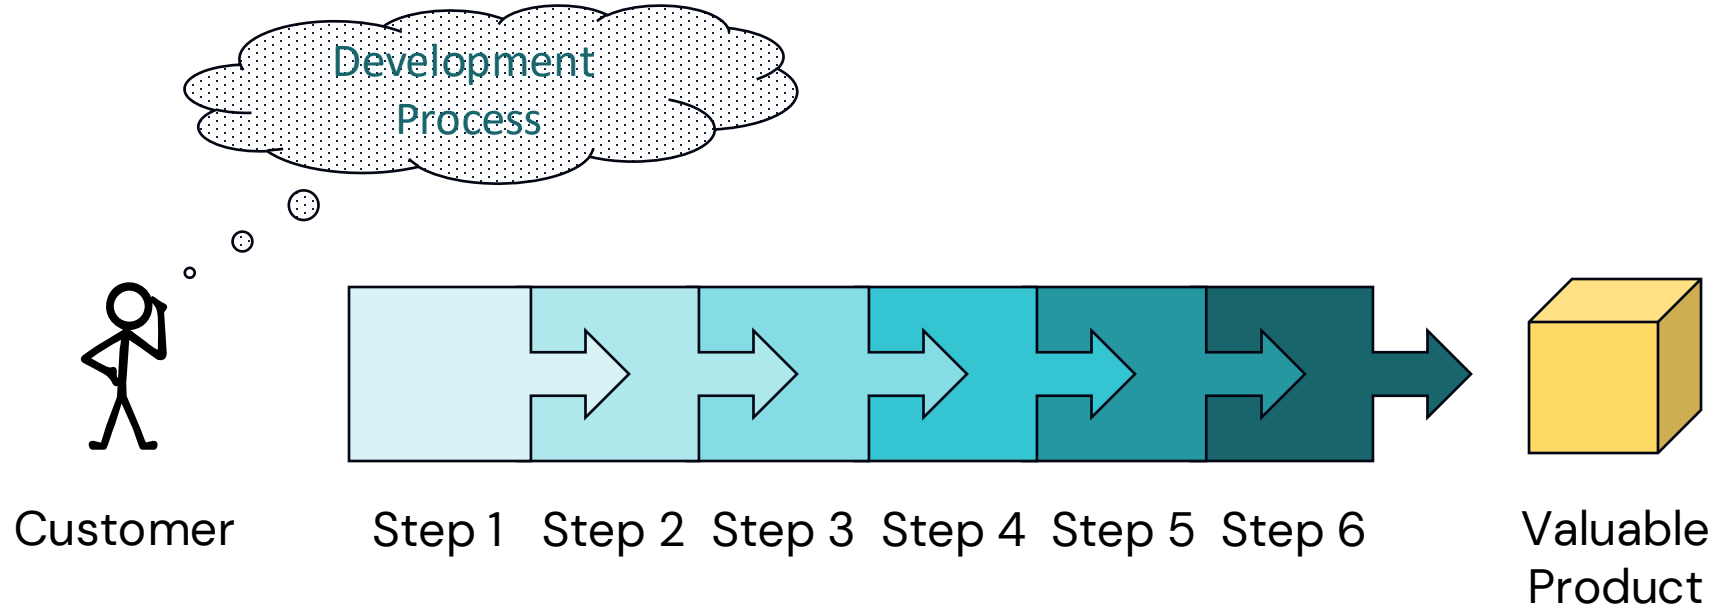 Development
Process
Customer
Step 1
Step 2
Step 3
Step 4
Step 5
Step 6
Valuable
Product